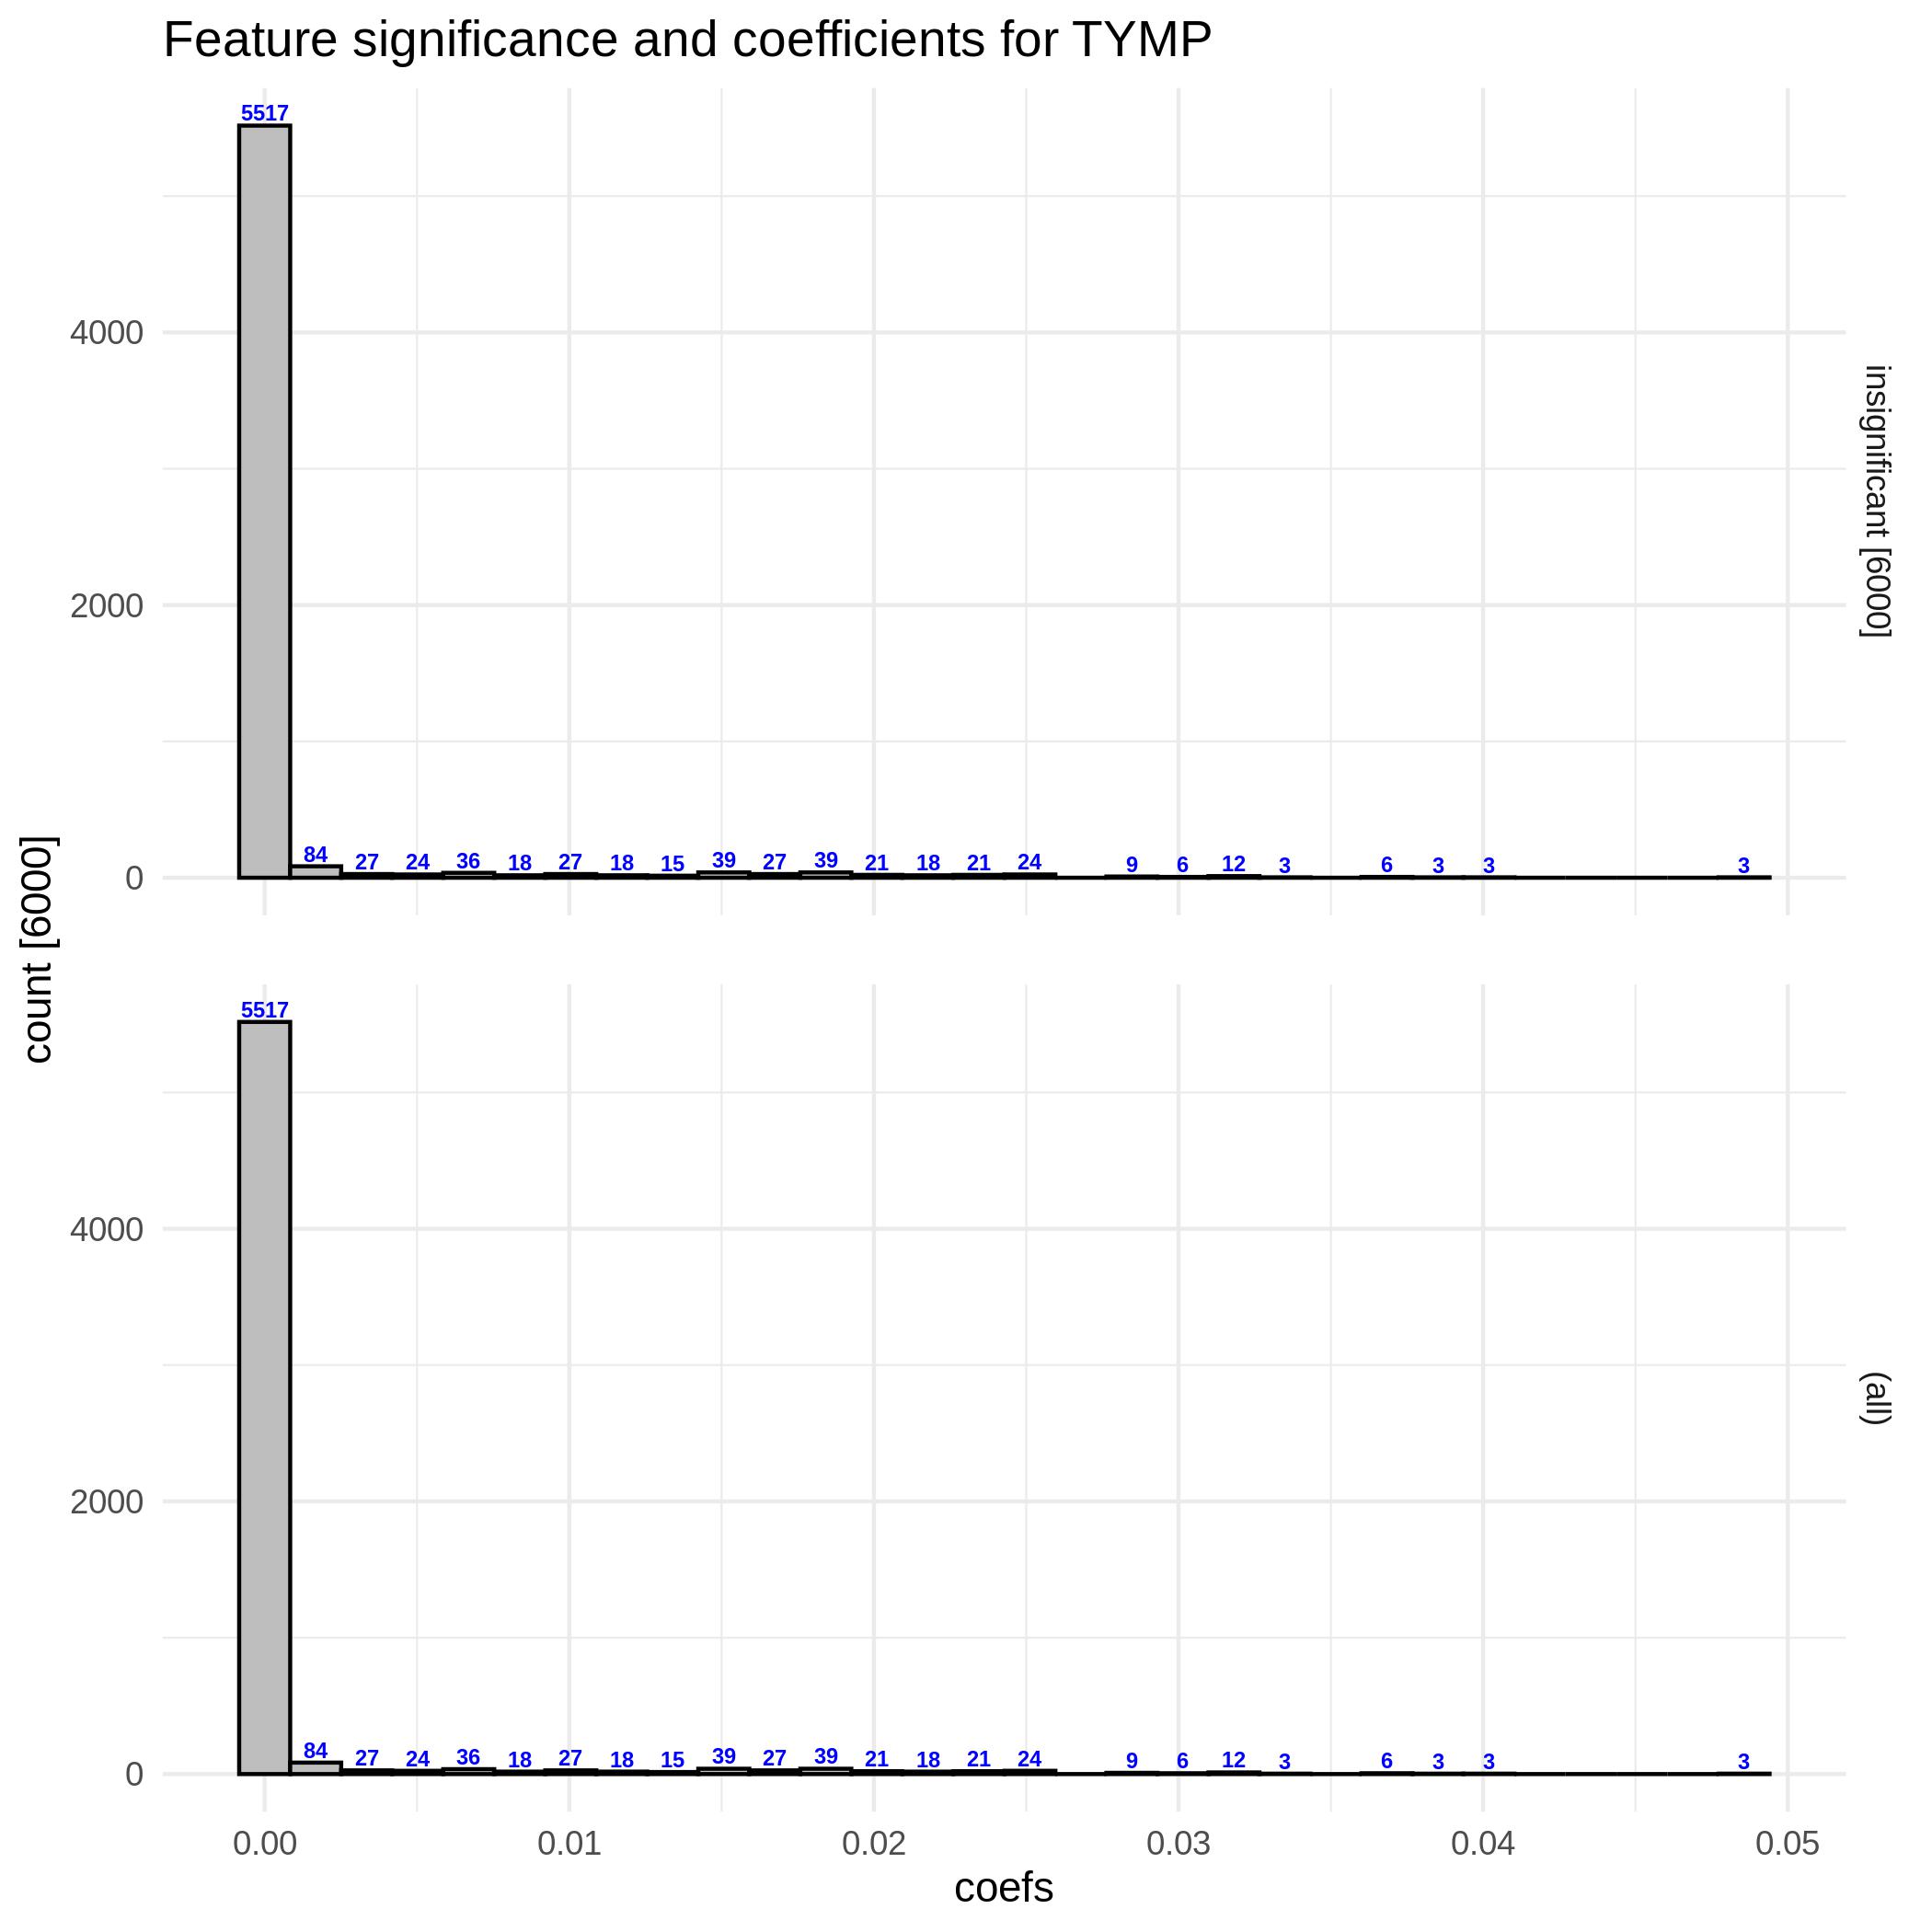 Feature significance and coefficients for TYMP
5517
4000
2000
0
84 27 24 36 18 27 18 15 39 27 39 21 18 21 24 9 6 12 3 6 3 3 3
insignificant [6000]
count [6000]
5517
4000
2000
0
84 27 24 36 18 27 18 15 39 27 39 21 18 21 24 9 6 12 3 6 3 3 3
(all)
0.00 0.01 0.02 0.03 0.04 0.05
coefs